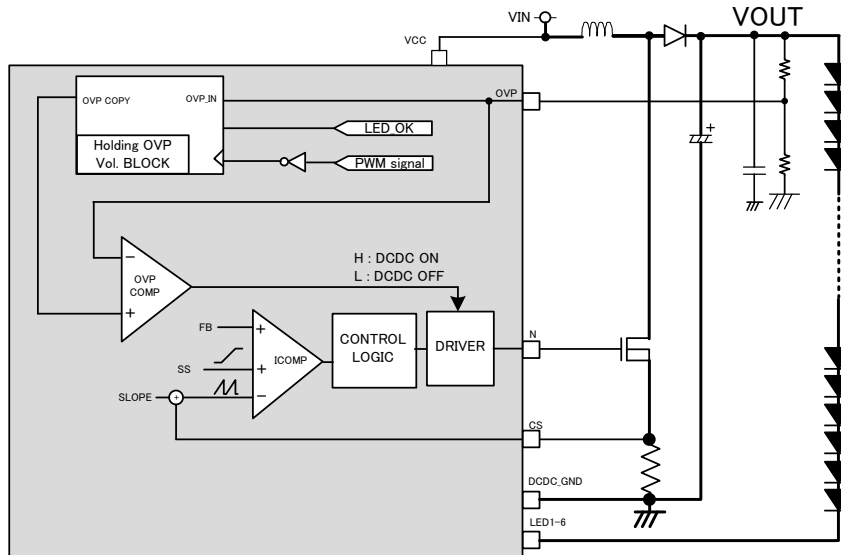 VIN
VOUT
VCC
OVP COPY
OVP_IN
OVP
LED_OK
Holding OVP
Vol. BLOCK
PWM signal
+
−
OVP
COMP
+
H : DCDC ON
L : DCDC OFF
FB
+
ICOMP
CONTROL
LOGIC
DRIVER
N
SS
+
SLOPE
+
−
CS
DCDC_GND
LED1-6